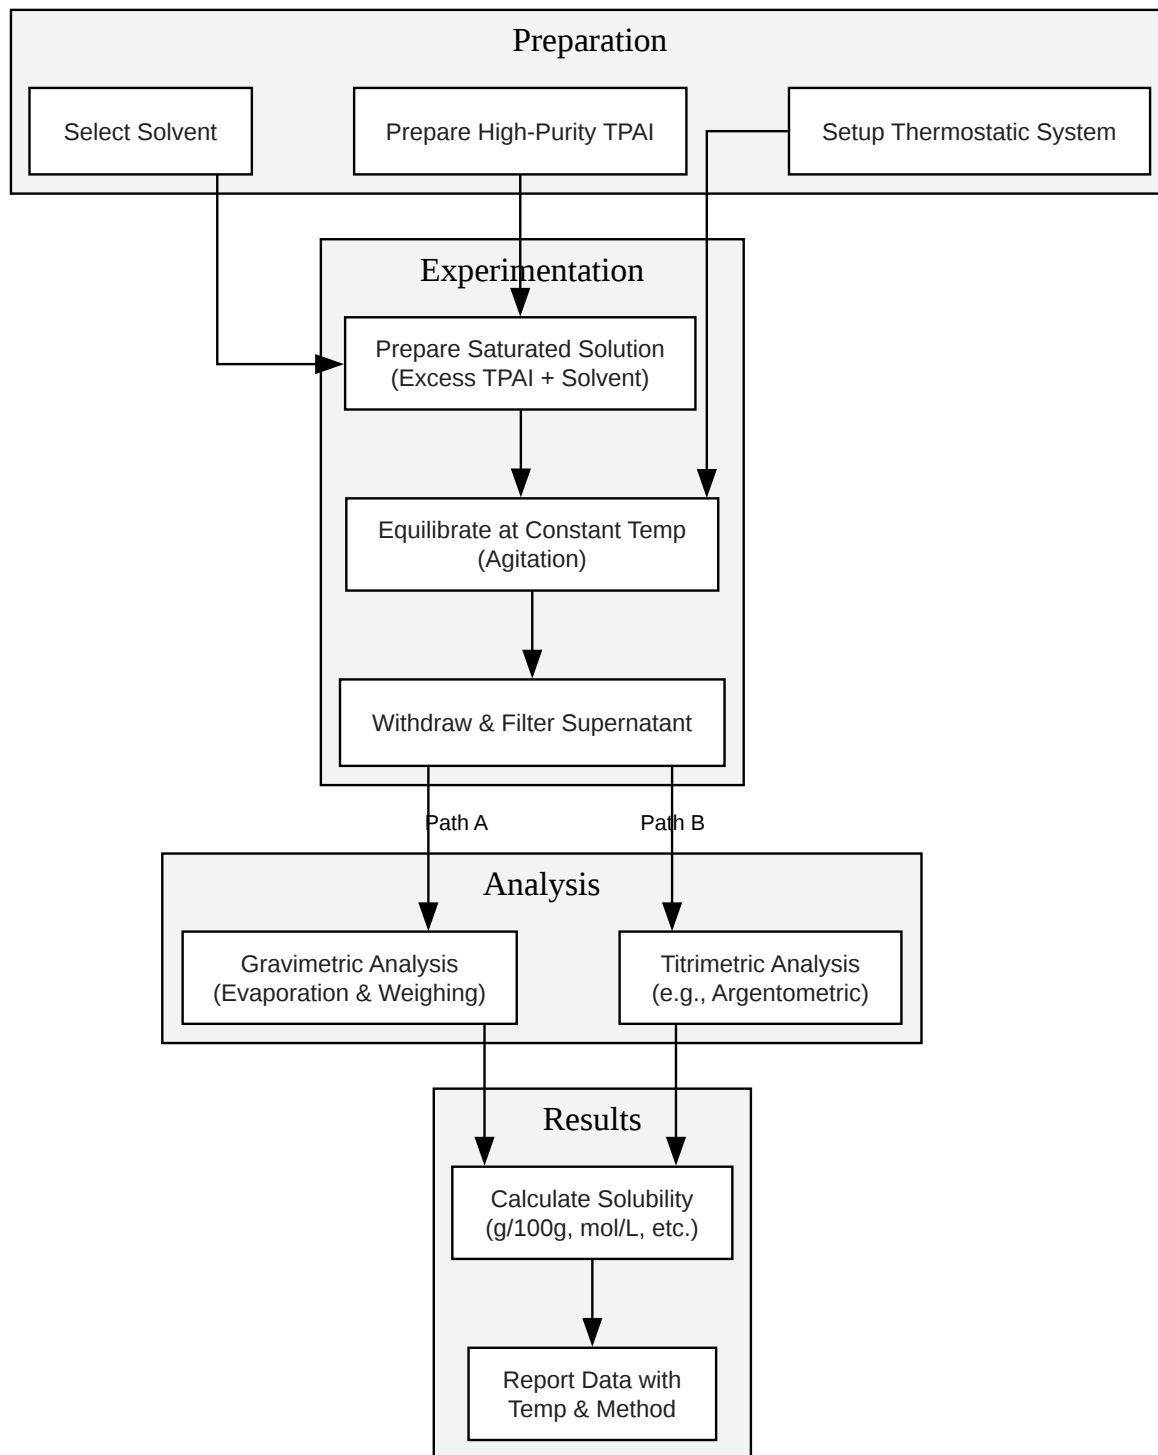 Preparation
Select Solvent
Prepare High-Purity TPAI
Setup Thermostatic System
Experimentation
Prepare Saturated Solution
(Excess TPAI + Solvent)
Equilibrate at Constant Temp
(Agitation)
Withdraw & Filter Supernatant
Path A
Path B
Analysis
Gravimetric Analysis
(Evaporation & Weighing)
Titrimetric Analysis
(e.g., Argentometric)
Results
Calculate Solubility
(g/100g, mol/L, etc.)
Report Data with
Temp & Method